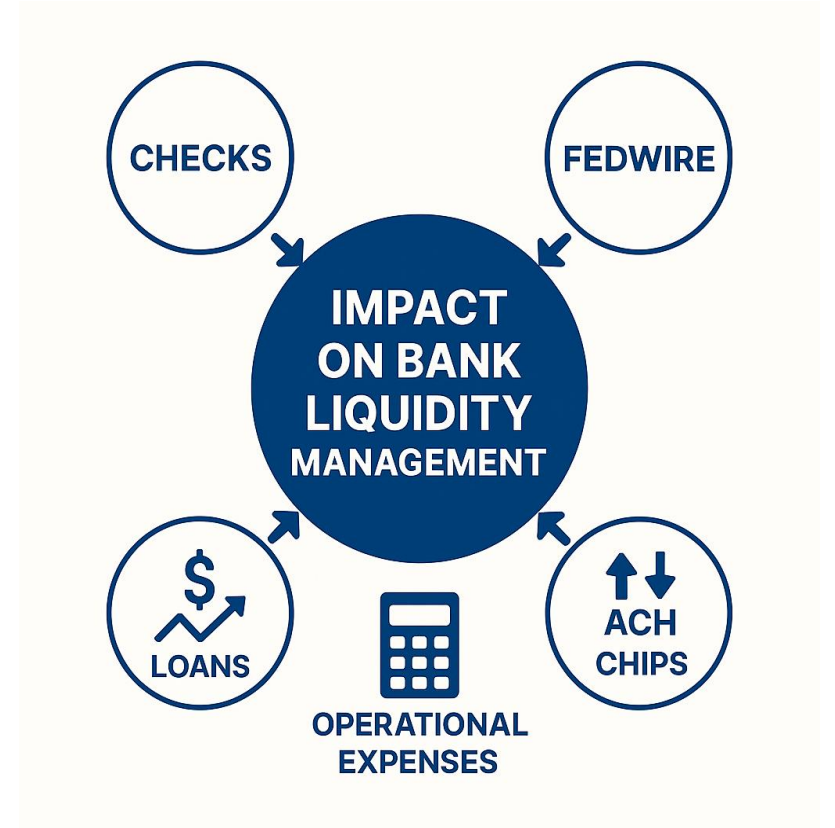 CHECKS
FEDWIRE
IMPACT
ON BANK
LIQUIDITY
MANAGEMENT
$
LOANS
ACH
CHIPS
OPERATIONAL
EXPENSES